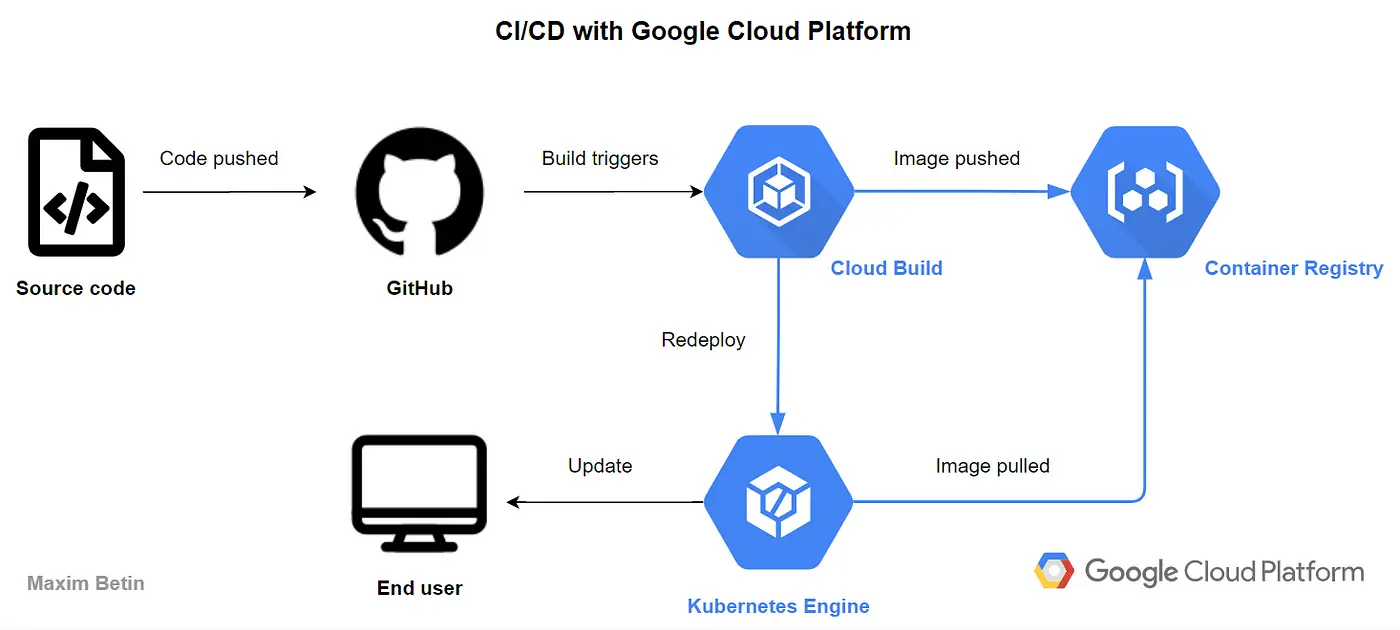 CI/CD with Google Cloud Platform
Code pushed
Build triggers
Image pushed
Source code
GitHub
Cloud Build
Container Registry
Redeploy
Update
Image pulled
End user
Kubernetes Engine
Maxim Betin
Google Cloud Platform